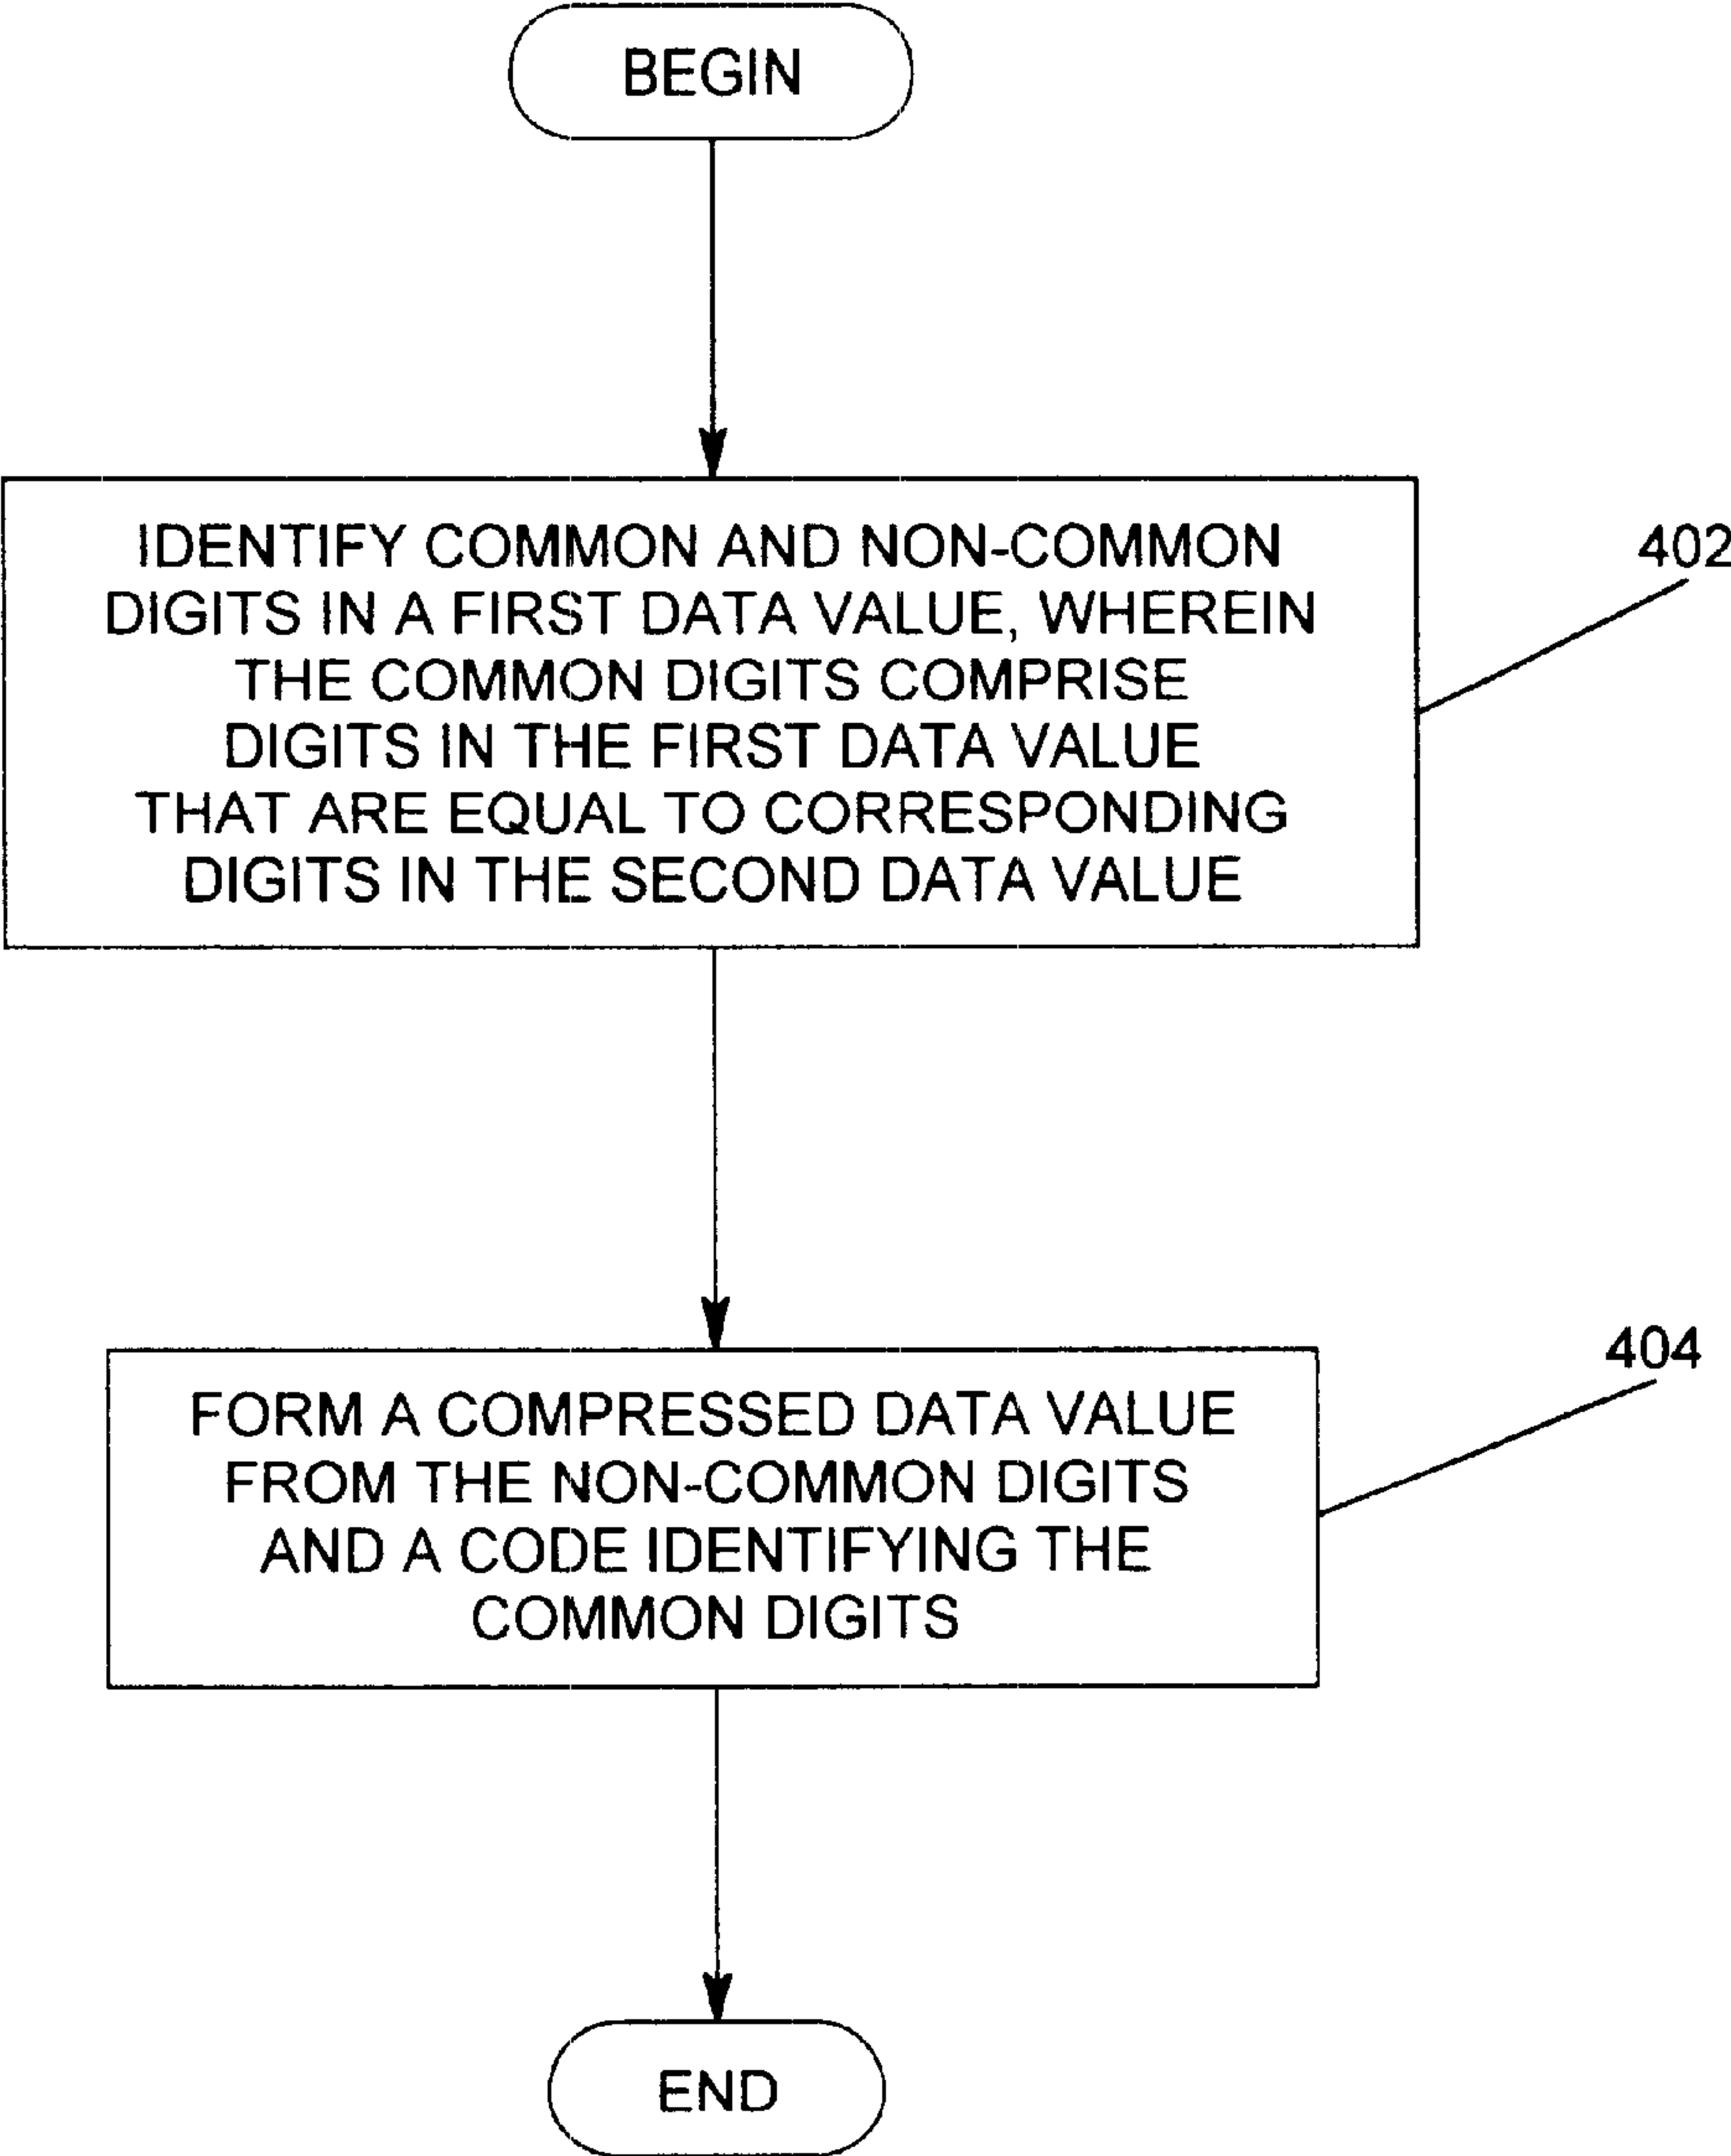 BEGIN
IDENTIFY COMMON AND NON-COMMON
DIGITS IN A FIRST DATA VALUE, WHEREIN
THE COMMON DIGITS COMPRISE
DIGITS IN THE FIRST DATA VALUE
THAT ARE EQUAL TO CORRESPONDING
DIGITS IN THE SECOND DATA VALUE
402
FORM A COMPRESSED DATA VALUE
FROM THE NON-COMMON DIGITS
AND A CODE IDENTIFYING THE
COMMON DIGITS
404
END